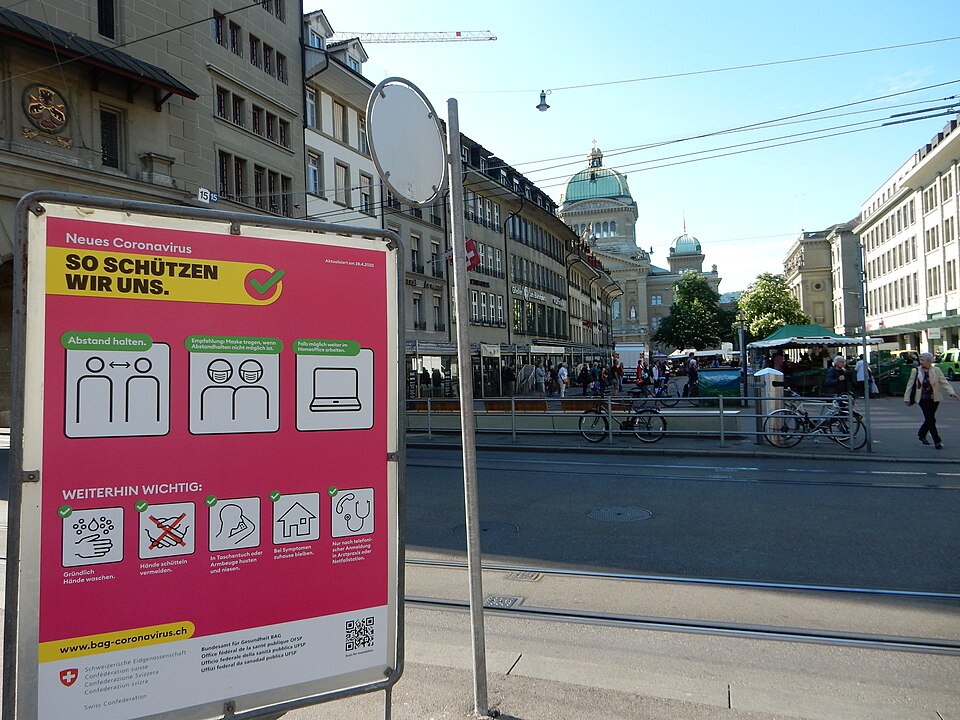 15
Neues Coronavirus
SO SCHÜTZEN
WIR UNS.
Aktualisiert am 28.4.2020
Abstand halten.
Empfehlung: Maske tragen, wenn
Abstandhalten nicht möglich ist.
Falls möglich weiter im
Homeoffice arbeiten.
WEITERHIN WICHTIG:
Gründlich
Hände waschen.
Hände schütteln
vermeiden.
In Taschentuch oder
Armbeuge husten
und niesen.
Bei Symptomen
zuhause bleiben.
Nur nach telefoni-
scher Anmeldung
in Arztpraxis oder
Notfallstation.
www.bag-coronavirus.ch
Schweizerische Eidgenossenschaft
Confédération suisse
Confederazione Svizzera
Confederaziun svizra
Swiss Confederation
Bundesamt für Gesundheit BAG
Office fédéral de la santé publique OFSP
Ufficio federale della sanità pubblica UFSP
Uffizi federal da sanadad publica UFSP